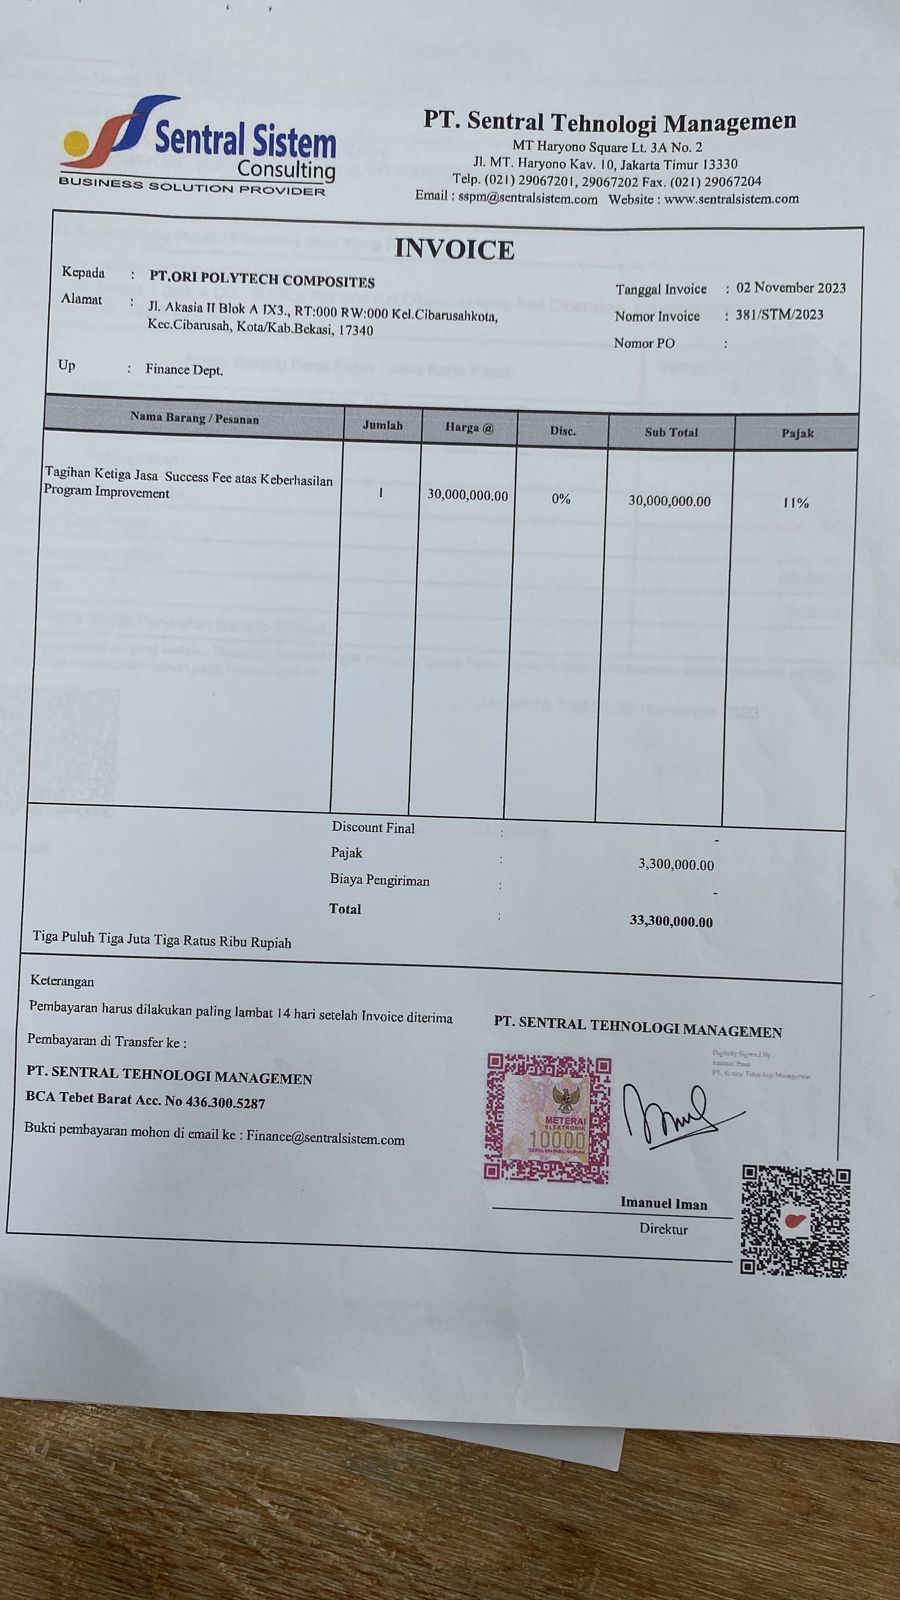 Sentral Sistem
Consulting
BUSINESS SOLUTION PROVIDER
PT. Sentral Tehnologi Managemen
MT Haryono Square Lt. 3A No. 2
Jl. MT. Haryono Kav. 10, Jakarta Timur 13330
Telp. (021) 29067201, 29067202 Fax. (021) 29067204
Email : sspm@sentralsistem.com Website : www.sentralsistem.com
INVOICE
Kepada : PT.ORI POLYTECH COMPOSITES
Alamat : Jl. Akasia II Blok A IX3., RT:000 RW:000 Kel.Cibarusahkota,
Kec.Cibarusah, Kota/Kab.Bekasi, 17340
Up : Finance Dept.
Tanggal Invoice : 02 November 2023
Nomor Invoice : 381/STM/2023
Nomor PO :
Nama Barang / Pesanan Jumlah Harga @ Disc. Sub Total Pajak
Tagihan Ketiga Jasa Success Fee atas Keberhasilan
Program Improvement
1 30,000,000.00 0% 30,000,000.00 11%
Discount Final : -
Pajak : 3,300,000.00
Biaya Pengiriman : -
Total : 33,300,000.00
Tiga Puluh Tiga Juta Tiga Ratus Ribu Rupiah
Keterangan
Pembayaran harus dilakukan paling lambat 14 hari setelah Invoice diterima
Pembayaran di Transfer ke :
PT. SENTRAL TEHNOLOGI MANAGEMEN
BCA Tebet Barat Acc. No 436.300.5287
Bukti pembayaran mohon di email ke : Finance@sentralsistem.com
PT. SENTRAL TEHNOLOGI MANAGEMEN
Digitally Signed By :
Imanuel Iman
PT. Sentral Tehnologi Managemen
METERAI
ELEKTRONIK
10000
SEPULUH RIBU RUPIAH
Imanuel Iman
Direktur